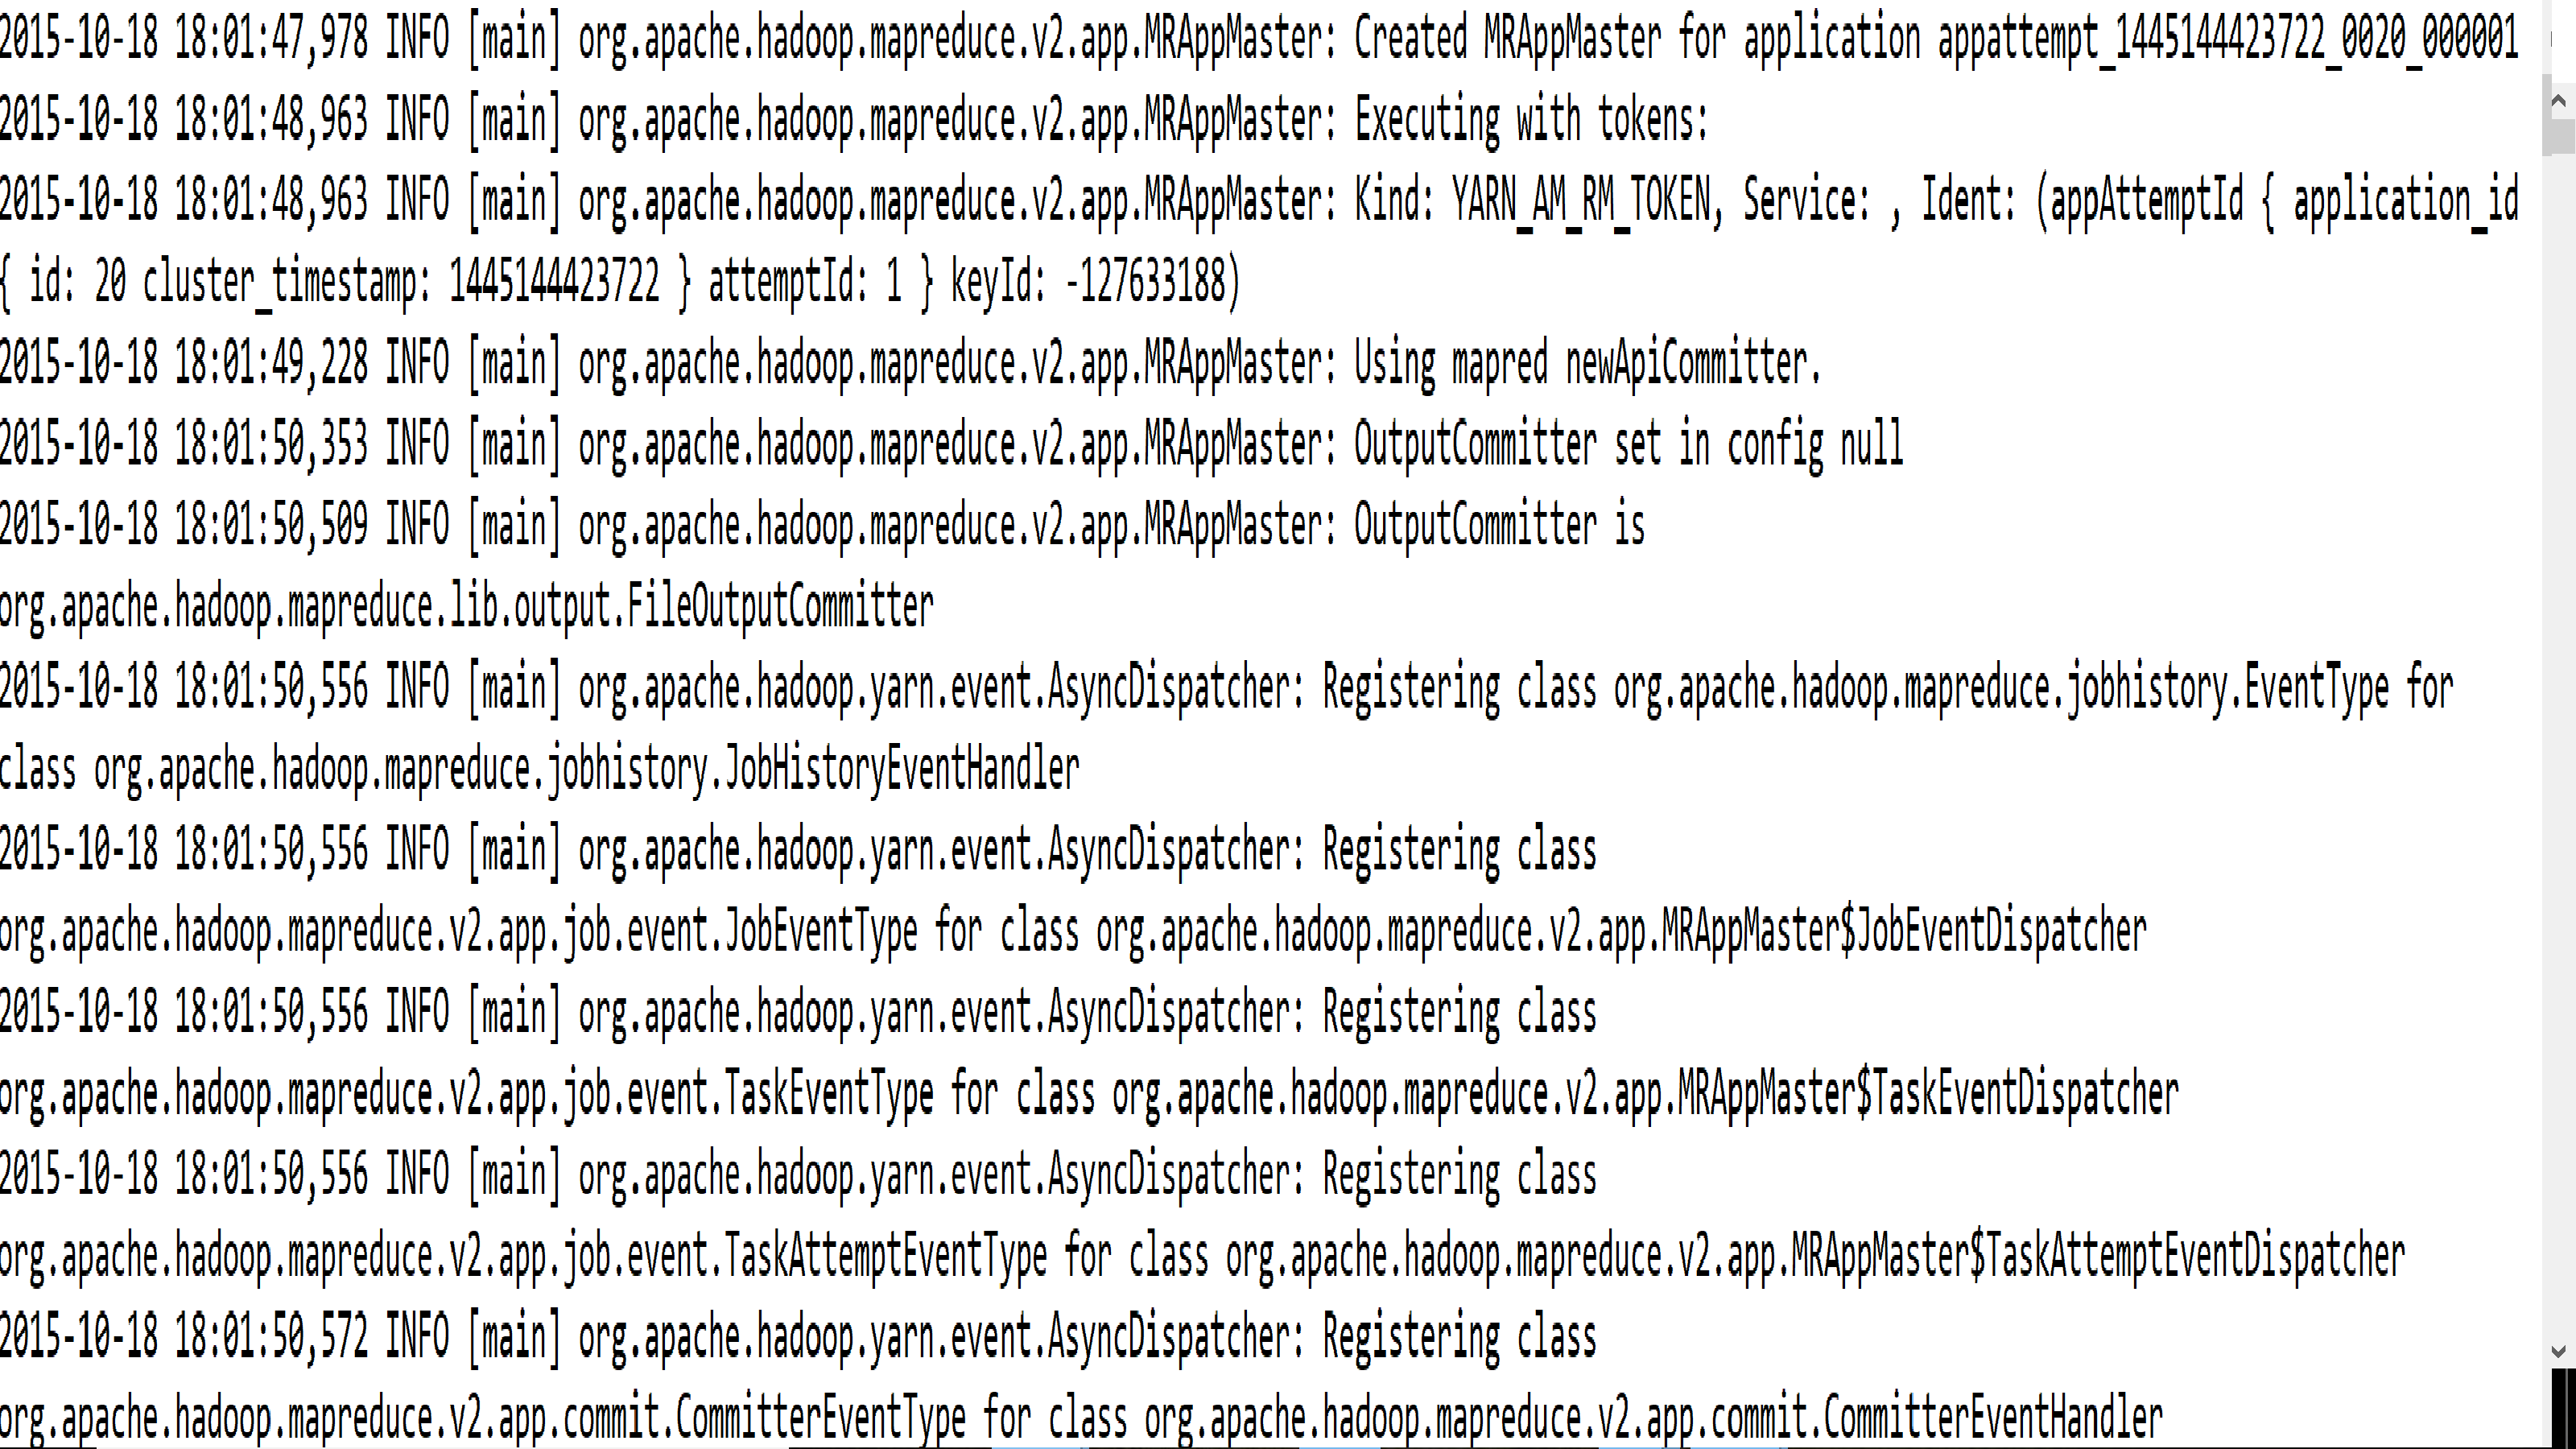 2015-10-18 18:01:47,978 INFO [main] org.apache.hadoop.mapreduce.v2.app.MRAppMaster: Created MRAppMaster for application appattempt_1445144423722_0020_000001
2015-10-18 18:01:48,963 INFO [main] org.apache.hadoop.mapreduce.v2.app.MRAppMaster: Executing with tokens:
2015-10-18 18:01:48,963 INFO [main] org.apache.hadoop.mapreduce.v2.app.MRAppMaster: Kind: YARN_AM_RM_TOKEN, Service: , Ident: (appAttemptId { application_id
{ id: 20 cluster_timestamp: 1445144423722 } attemptId: 1 } keyId: -127633188)
2015-10-18 18:01:49,228 INFO [main] org.apache.hadoop.mapreduce.v2.app.MRAppMaster: Using mapred newApiCommitter.
2015-10-18 18:01:50,353 INFO [main] org.apache.hadoop.mapreduce.v2.app.MRAppMaster: OutputCommitter set in config null
2015-10-18 18:01:50,509 INFO [main] org.apache.hadoop.mapreduce.v2.app.MRAppMaster: OutputCommitter is
org.apache.hadoop.mapreduce.lib.output.FileOutputCommitter
2015-10-18 18:01:50,556 INFO [main] org.apache.hadoop.yarn.event.AsyncDispatcher: Registering class org.apache.hadoop.mapreduce.jobhistory.EventType for
class org.apache.hadoop.mapreduce.jobhistory.JobHistoryEventHandler
2015-10-18 18:01:50,556 INFO [main] org.apache.hadoop.yarn.event.AsyncDispatcher: Registering class
org.apache.hadoop.mapreduce.v2.app.job.event.JobEventType for class org.apache.hadoop.mapreduce.v2.app.MRAppMaster$JobEventDispatcher
2015-10-18 18:01:50,556 INFO [main] org.apache.hadoop.yarn.event.AsyncDispatcher: Registering class
org.apache.hadoop.mapreduce.v2.app.job.event.TaskEventType for class org.apache.hadoop.mapreduce.v2.app.MRAppMaster$TaskEventDispatcher
2015-10-18 18:01:50,556 INFO [main] org.apache.hadoop.yarn.event.AsyncDispatcher: Registering class
org.apache.hadoop.mapreduce.v2.app.job.event.TaskAttemptEventType for class org.apache.hadoop.mapreduce.v2.app.MRAppMaster$TaskAttemptEventDispatcher
2015-10-18 18:01:50,572 INFO [main] org.apache.hadoop.yarn.event.AsyncDispatcher: Registering class
org.apache.hadoop.mapreduce.v2.app.commit.CommitterEventType for class org.apache.hadoop.mapreduce.v2.app.commit.CommitterEventHandler